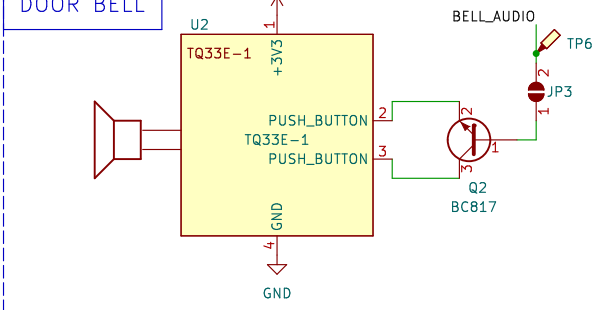 DOOR BELL
U2
TQ33E-1
1
+3V3
PUSH_BUTTON
2
TQ33E-1
PUSH_BUTTON
3
GND
4
GND
BELL_AUDIO
TP6
2
JP3
1
2
1
3
Q2
BC817